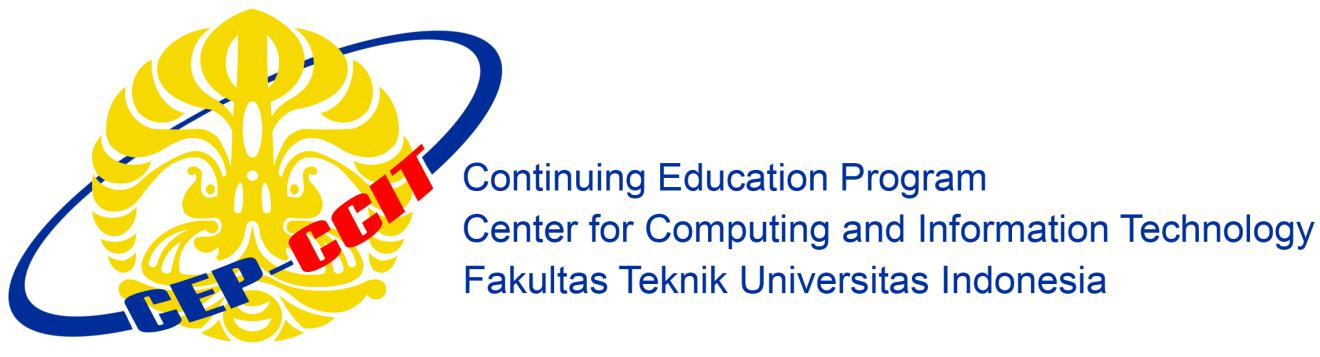 CEP-CCIT
Continuing Education Program
Center for Computing and Information Technology
Fakultas Teknik Universitas Indonesia